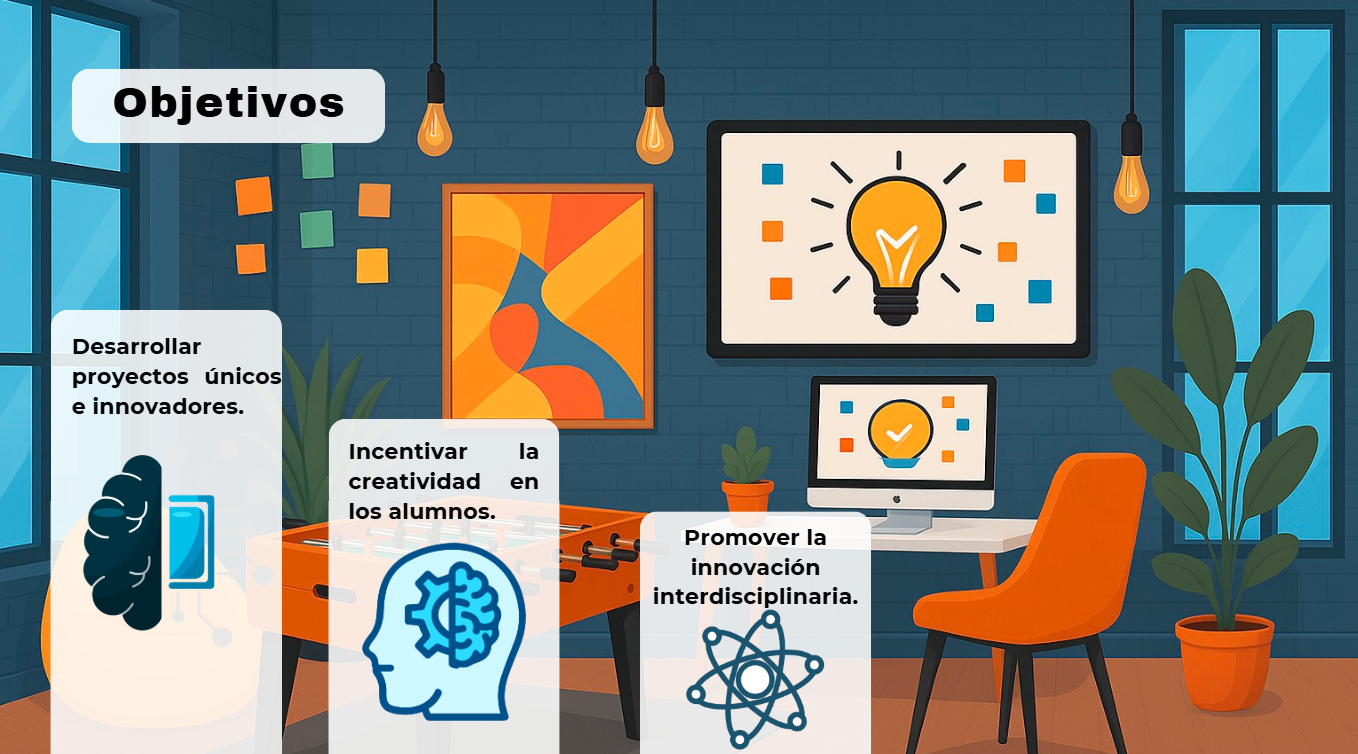 Objetivos
Desarrollar
proyectos únicos
e innovadores.
Incentivar la
creatividad en
los alumnos.
Promover la
innovación
interdisciplinaria.